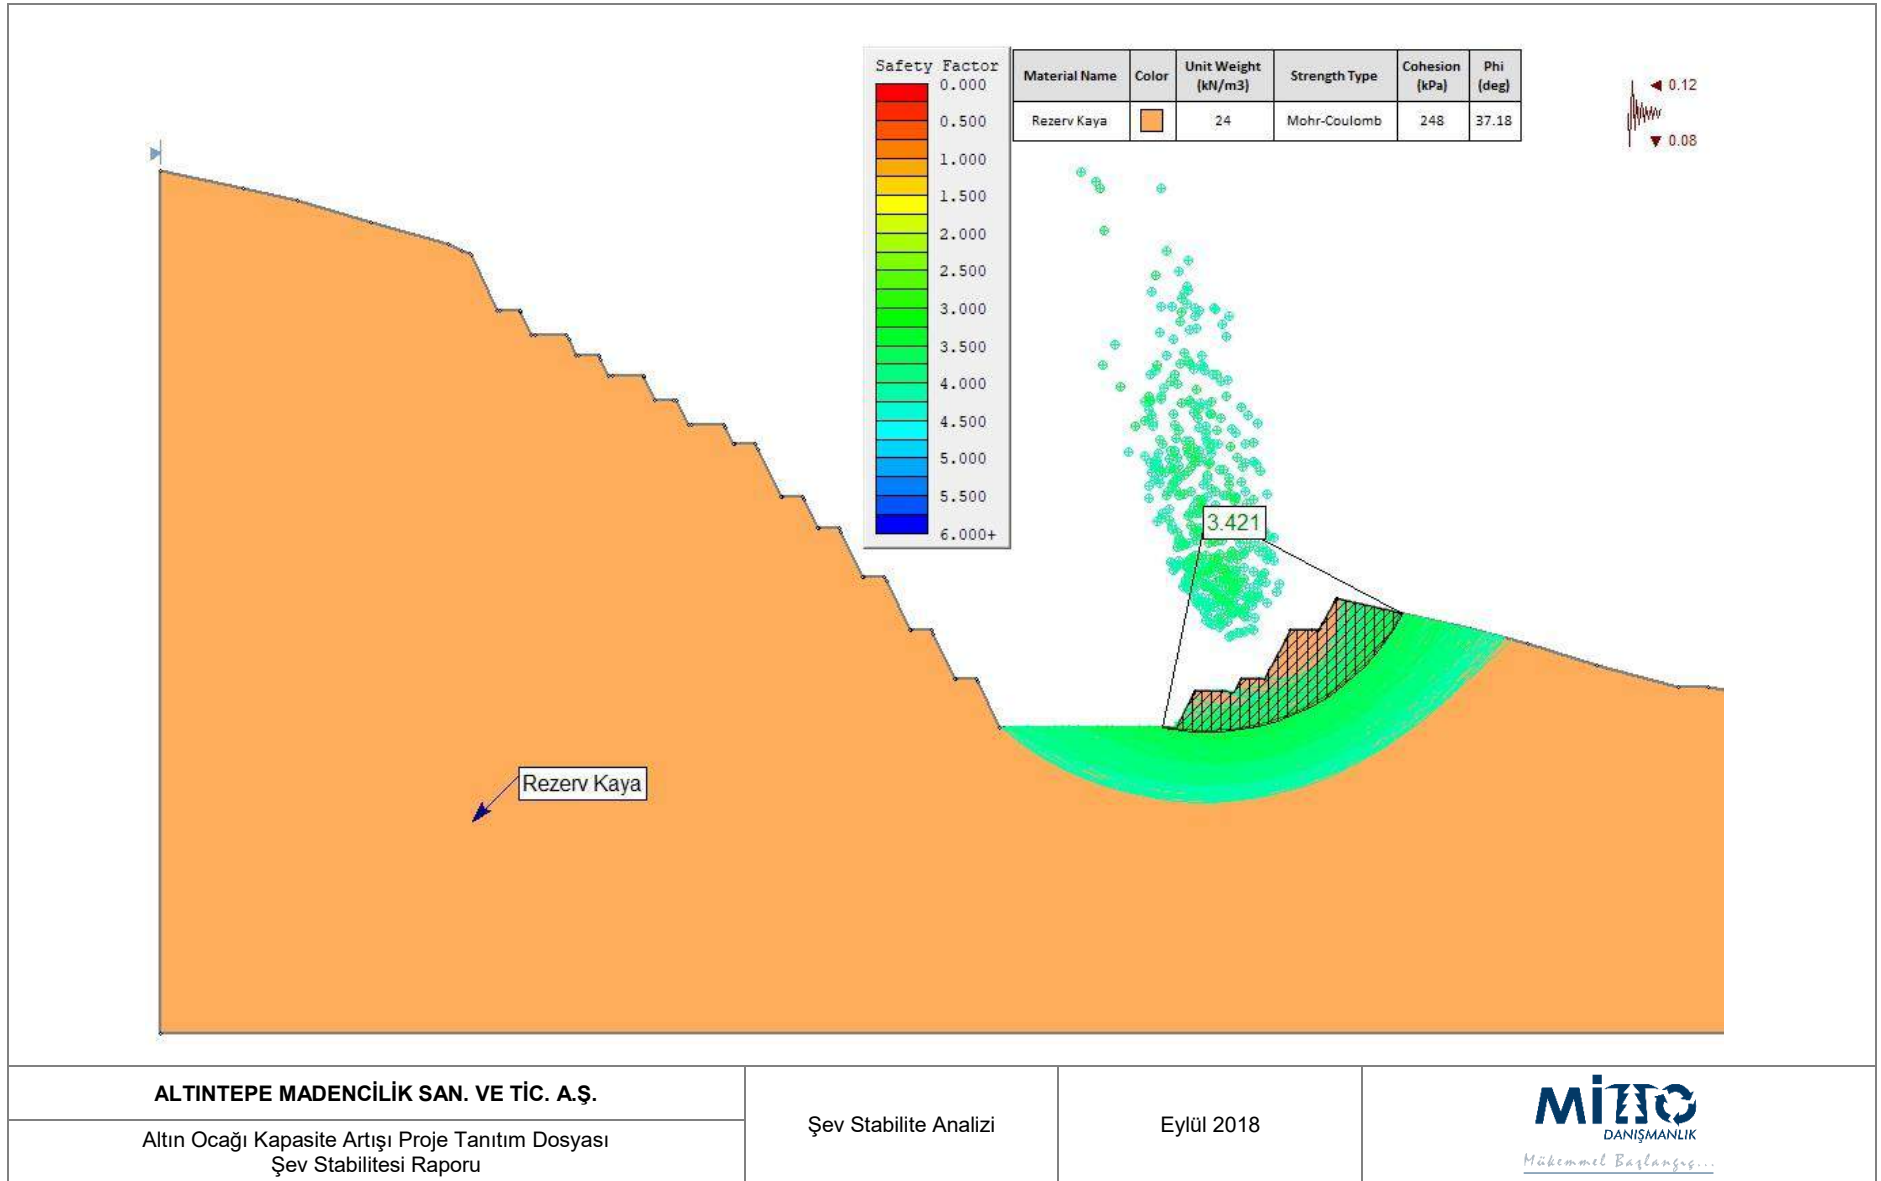 Safety Factor
0.000
0.500
1.000
1.500
2.000
2.500
3.000
3.500
4.000
4.500
5.000
5.500
6.000+
Material Name Color Unit Weight (kN/m3) Strength Type Cohesion (kPa) Phi (deg)
Rezerv Kaya 24 Mohr-Coulomb 248 37.18
0.12
0.08
3.421
Rezerv Kaya
ALTINTEPE MADENCİLİK SAN. VE TİC. A.Ş.
Altın Ocağı Kapasite Artışı Proje Tanıtım Dosyası
Şev Stabilitesi Raporu
Şev Stabilite Analizi
Eylül 2018
MİTTO
DANIŞMANLIK
Mükemmel Başlangıç...